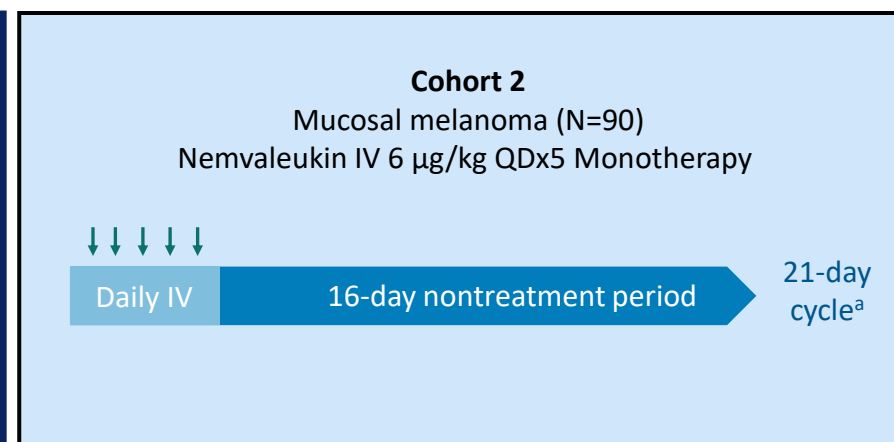 Cohort 2
Mucosal melanoma (N=90)
Nemvaleukin IV 6 µg/kg QDx5 Monotherapy
Daily IV
16-day nontreatment period
21-day
cycleᵃ